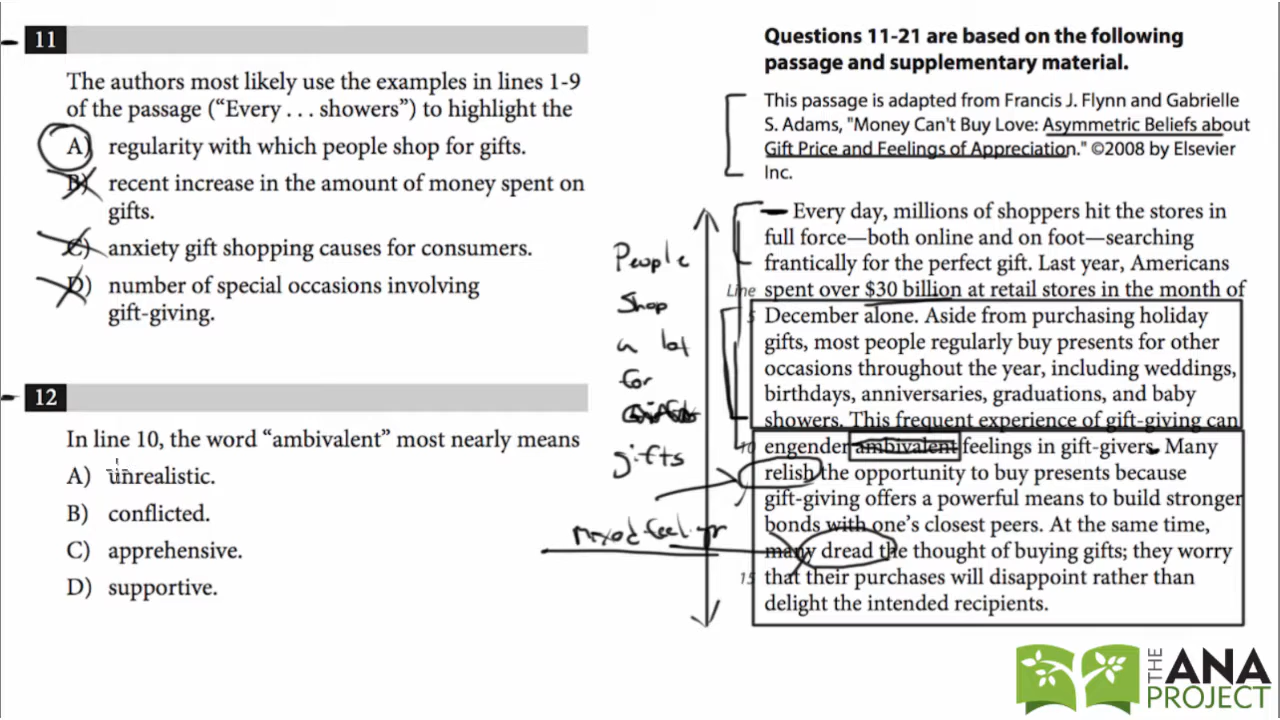 11
The authors most likely use the examples in lines 1-9
of the passage (“Every . . . showers”) to highlight the
A) regularity with which people shop for gifts.
B) recent increase in the amount of money spent on
gifts.
C) anxiety gift shopping causes for consumers.
D) number of special occasions involving
gift-giving.
12
In line 10, the word “ambivalent” most nearly means
A) unrealistic.
B) conflicted.
C) apprehensive.
D) supportive.
People
Shop
a lot
for
gifts
mixed feelings
Questions 11-21 are based on the following
passage and supplementary material.
This passage is adapted from Francis J. Flynn and Gabrielle
S. Adams, "Money Can't Buy Love: Asymmetric Beliefs about
Gift Price and Feelings of Appreciation." ©2008 by Elsevier
Inc.
Every day, millions of shoppers hit the stores in
full force—both online and on foot—searching
frantically for the perfect gift. Last year, Americans
Line spent over $30 billion at retail stores in the month of
5 December alone. Aside from purchasing holiday
gifts, most people regularly buy presents for other
occasions throughout the year, including weddings,
birthdays, anniversaries, graduations, and baby
showers. This frequent experience of gift-giving can
10 engender ambivalent feelings in gift-givers. Many
relish the opportunity to buy presents because
gift-giving offers a powerful means to build stronger
bonds with one’s closest peers. At the same time,
many dread the thought of buying gifts; they worry
15 that their purchases will disappoint rather than
delight the intended recipients.
THE ANA
PROJECT